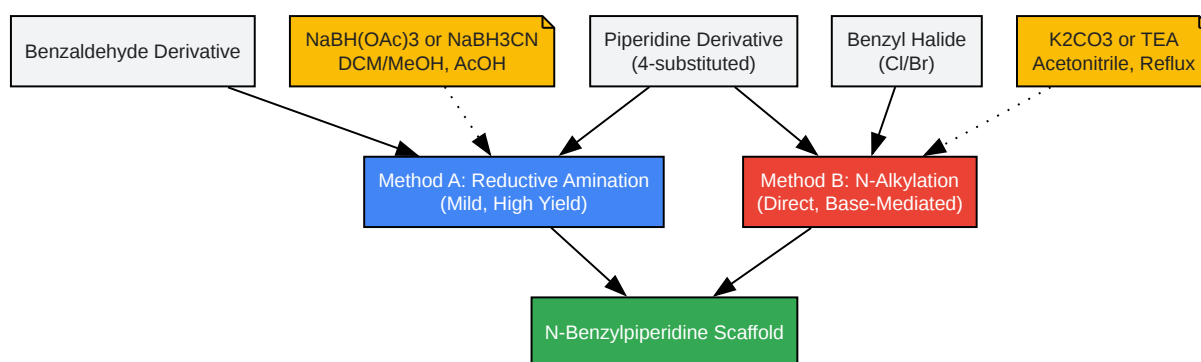 Benzaldehyde Derivative
NaBH(OAc)3 or NaBH3CN
DCM/MeOH, AcOH
Piperidine Derivative
(4-substituted)
Benzyl Halide
(Cl/Br)
K2CO3 or TEA
Acetonitrile, Reflux
Method A: Reductive Amination
(Mild, High Yield)
Method B: N-Alkylation
(Direct, Base-Mediated)
N-Benzylpiperidine Scaffold